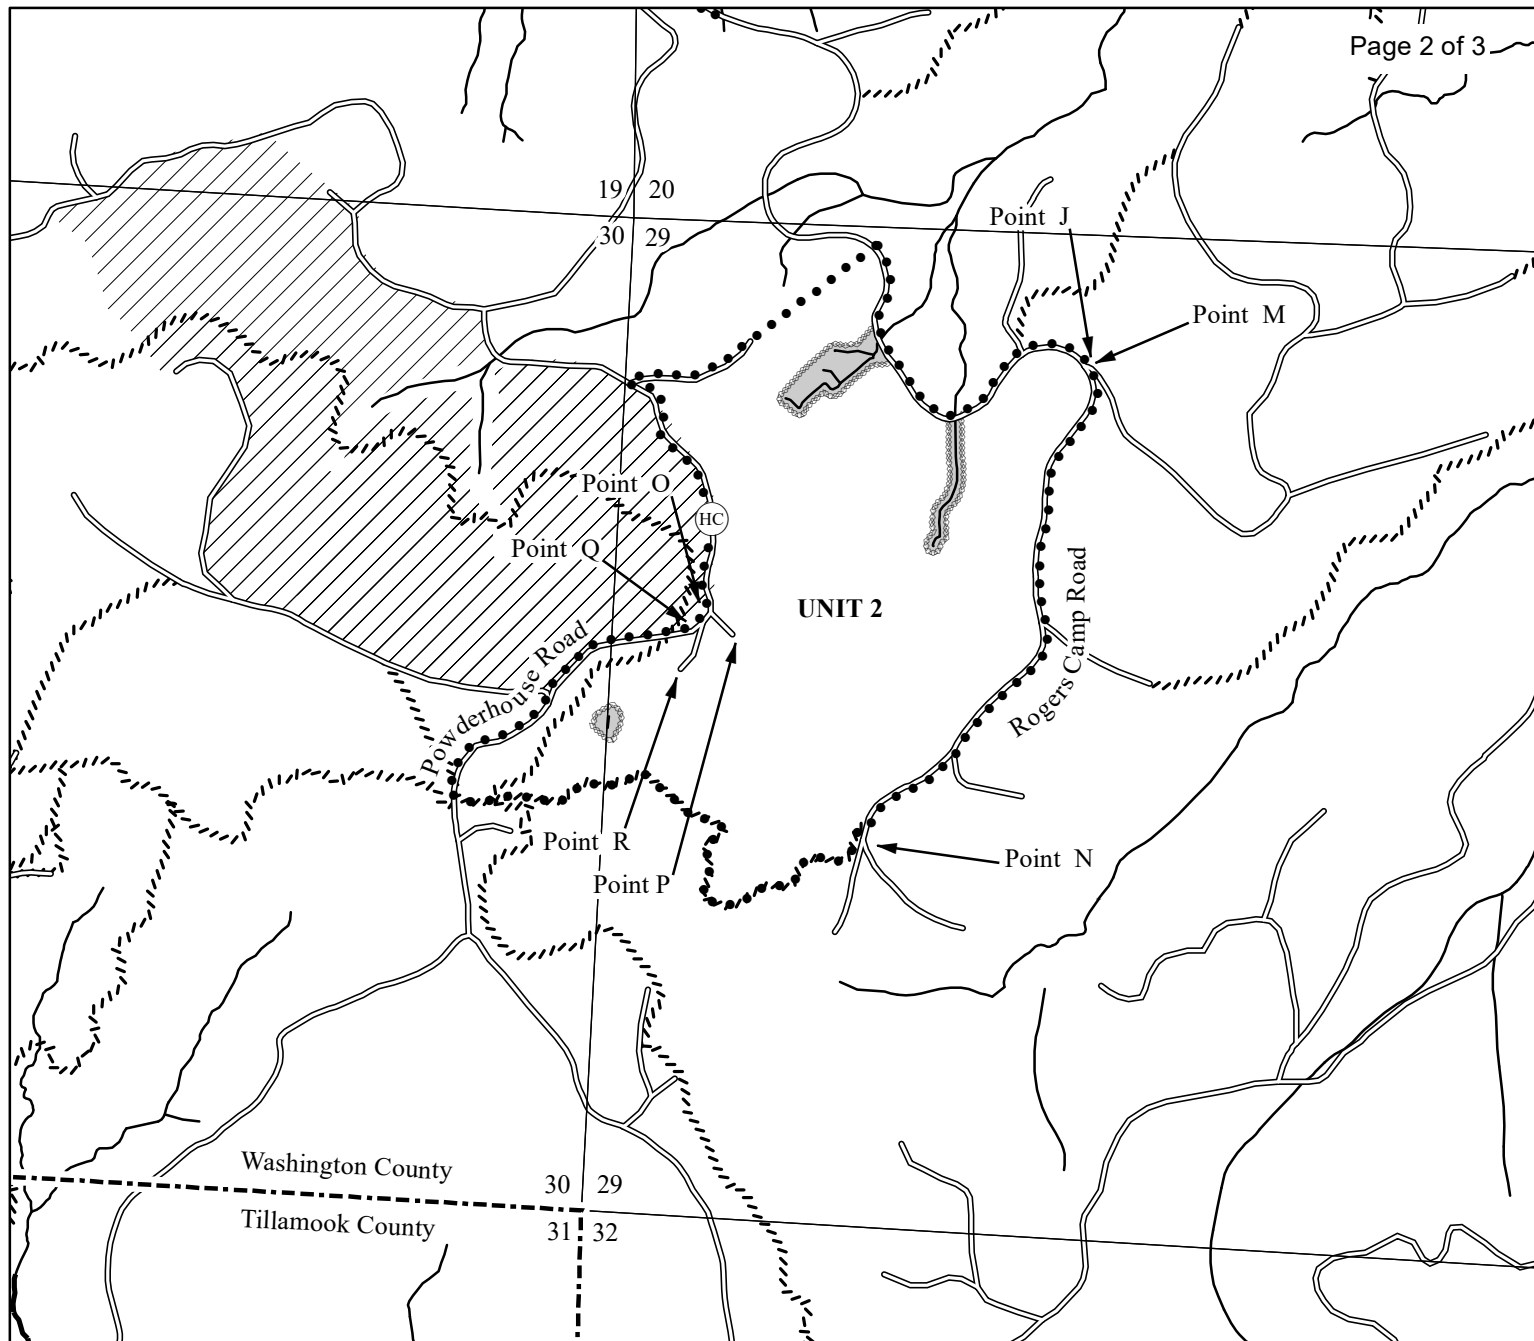 Page 2 of 3
19 20
30 29
Point J
Point M
Point O
HC
Point Q
UNIT 2
Powderhouse Road
Rogers Camp Road
Point R
Point N
Point P
Washington County
30 29
Tillamook County
31 32